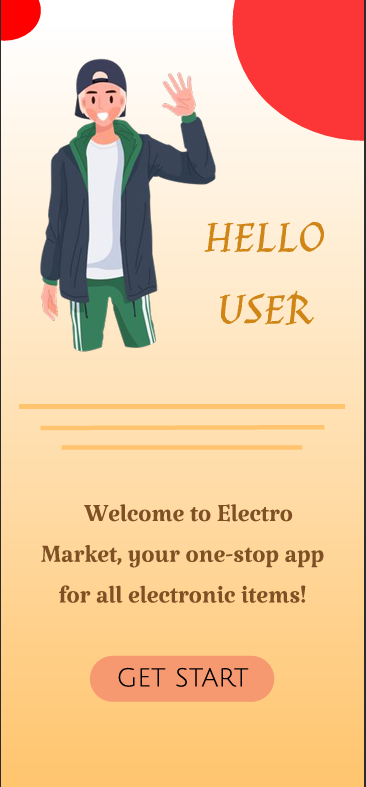 HELLO
USER
Welcome to Electro
Market, your one-stop app
for all electronic items!
GET START